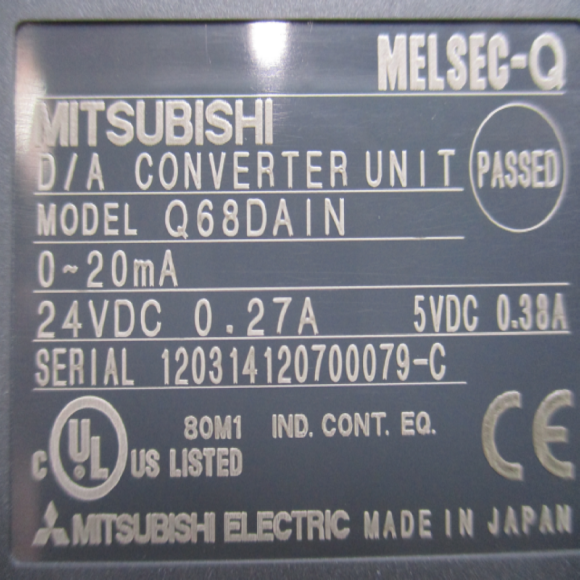 MELSEC-Q
MITSUBISHI
D/A CONVERTER UNIT PASSED
MODEL Q68DAIN
0~20mA
24VDC 0.27A 5VDC 0.38A
SERIAL 120314120700079-C
80M1 IND. CONT. EQ.
C UL US LISTED
CE
MITSUBISHI ELECTRIC MADE IN JAPAN